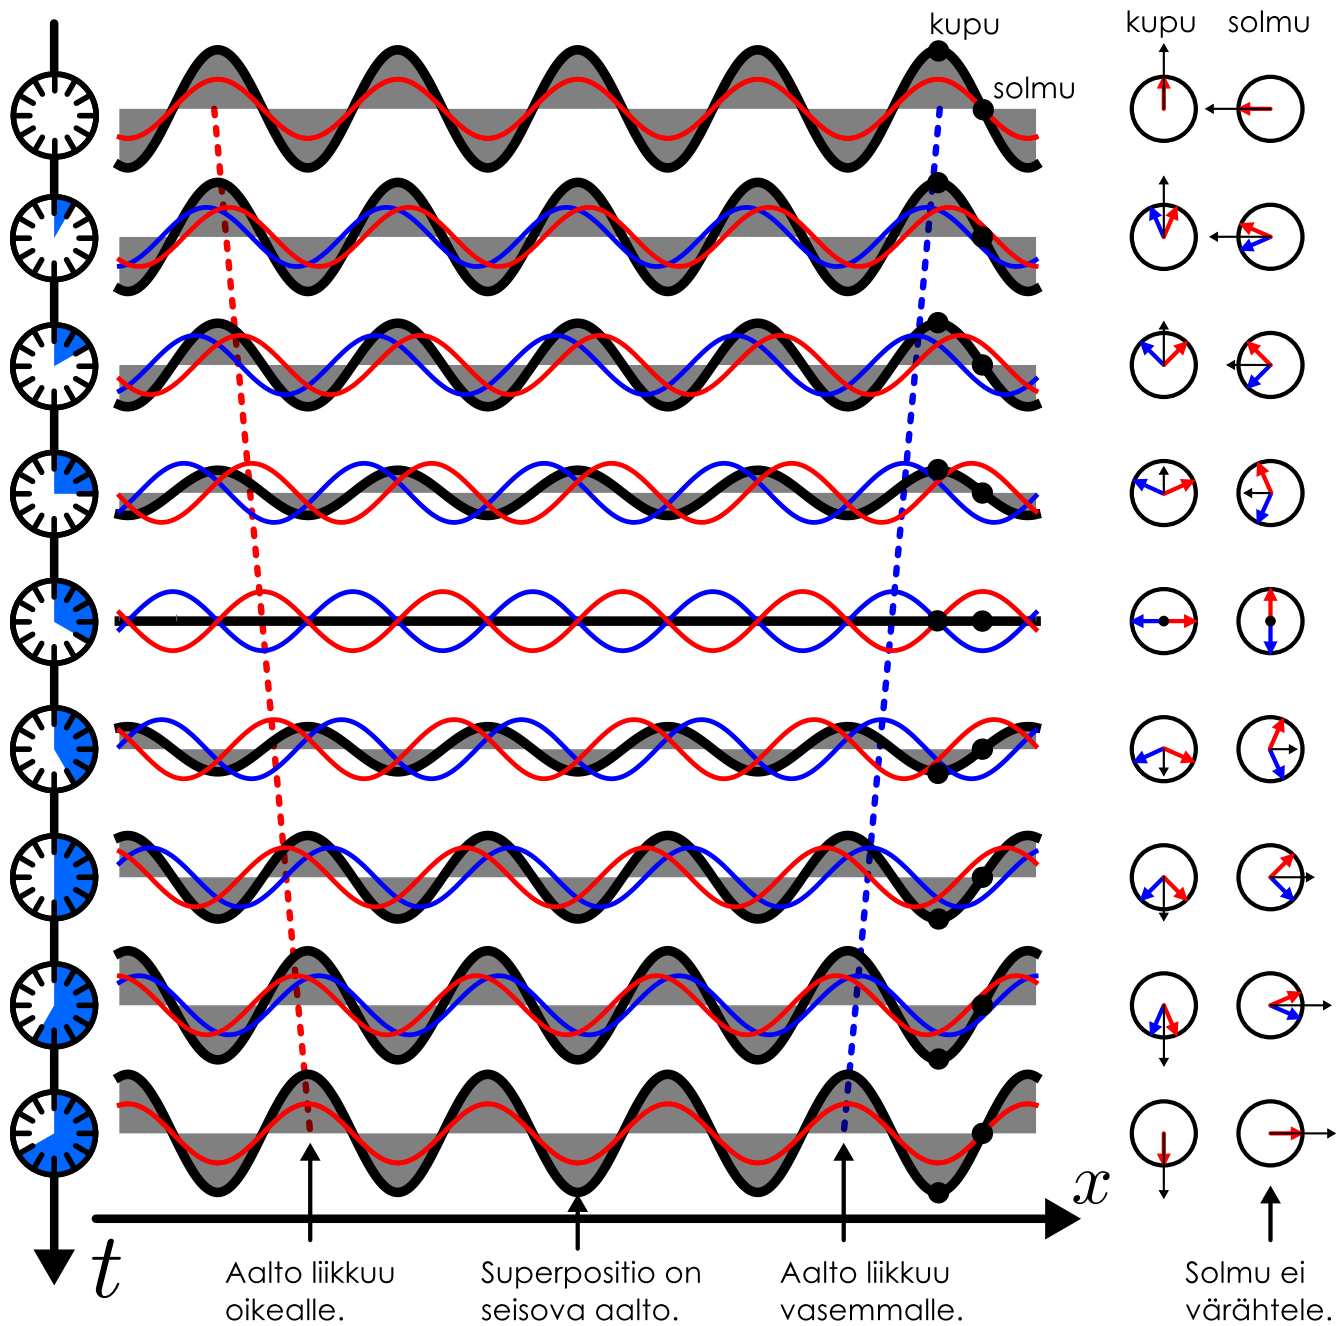 kupu
solmu
kupu
solmu
x
t
Aalto liikkuu
oikealle.
Superpositio on
seisova aalto.
Aalto liikkuu
vasemmalle.
Solmu ei
värähtele.